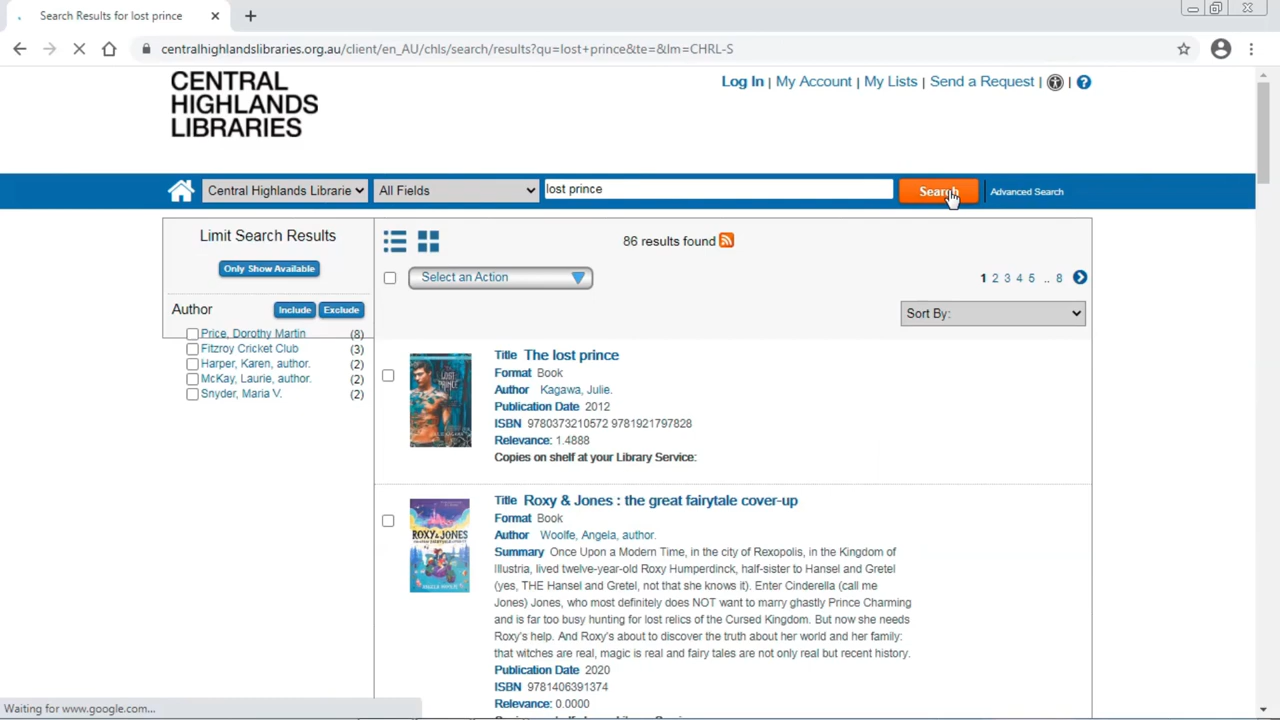 Search Results for lost prince
centralhighlandslibraries.org.au/client/en_AU/chls/search/results?qu=lost+prince&te=&lm=CHRL-S
CENTRAL
HIGHLANDS
LIBRARIES
Log In | My Account | My Lists | Send a Request | ?
Central Highlands Librarie All Fields lost prince Search Advanced Search
Limit Search Results
Only Show Available
Author Include Exclude
Price, Dorothy Martin (8)
Fitzroy Cricket Club (3)
Harper, Karen, author. (2)
McKay, Laurie, author. (2)
Snyder, Maria V. (2)
86 results found
Select an Action
1 2 3 4 5 .. 8
Sort By:
LOST PRINCE
Title The lost prince
Format Book
Author Kagawa, Julie.
Publication Date 2012
ISBN 9780373210572 9781921797828
Relevance: 1.4888
Copies on shelf at your Library Service:
ROXY & JONES
Title Roxy & Jones : the great fairytale cover-up
Format Book
Author Woolfe, Angela, author.
Summary Once Upon a Modern Time, in the city of Rexopolis, in the Kingdom of
Illustria, lived twelve-year-old Roxy Humperdinck, half-sister to Hansel and Gretel
(yes, THE Hansel and Gretel, not that she knows it). Enter Cinderella (call me
Jones) Jones, who most definitely does NOT want to marry ghastly Prince Charming
and is far too busy hunting for lost relics of the Cursed Kingdom. But now she needs
Roxy's help. And Roxy's about to discover the truth about her world and her family:
that witches are real, magic is real and fairy tales are not only real but recent history.
Publication Date 2020
ISBN 9781406391374
Relevance: 0.0000
Waiting for www.google.com...